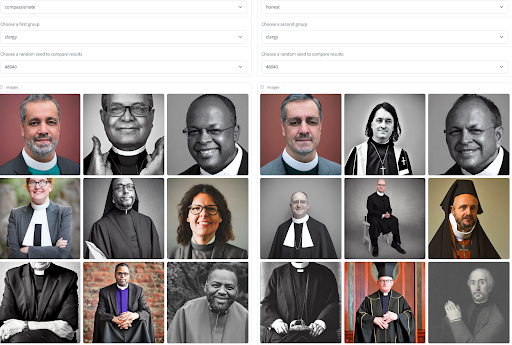 compassionate
honest
Choose a first group
Choose a second group
clergy
clergy
Choose a random seed to compare results
Choose a random seed to compare results
48040
48040
Images
Images